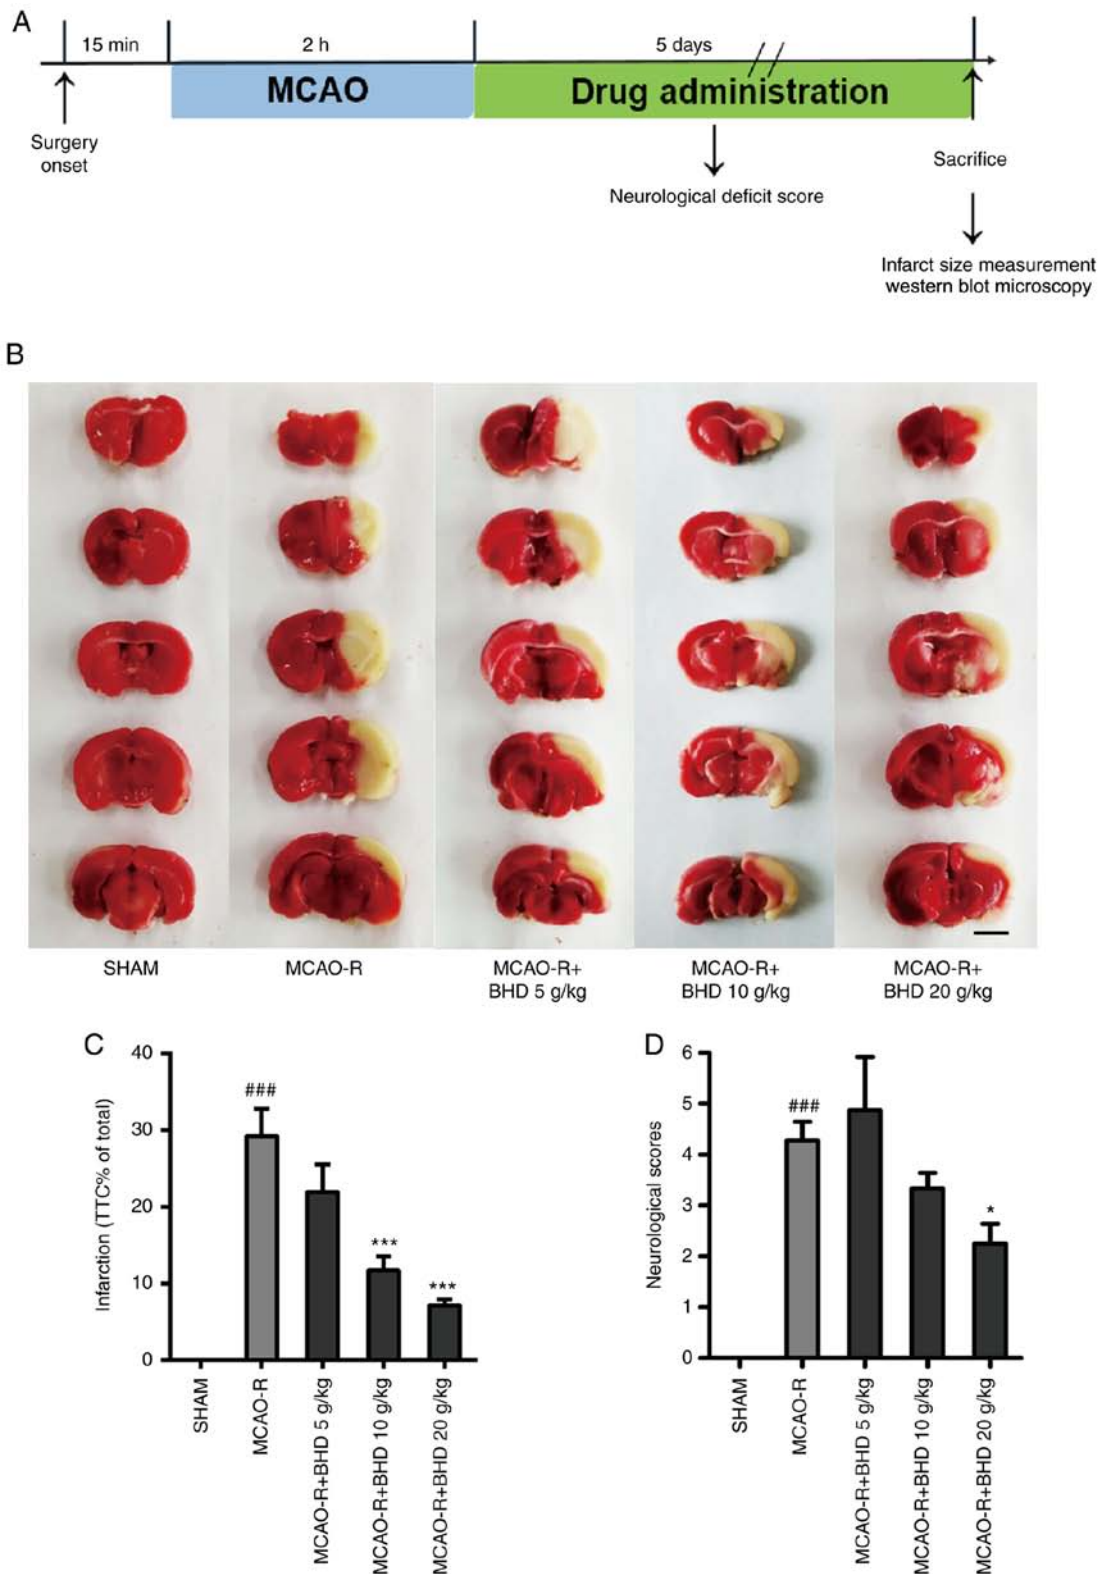 A
15 min
2 h
5 days
MCAO
Drug administration
Surgery
onset
Neurological deficit score
Sacrifice
Infarct size measurement
western blot microscopy
B
SHAM
MCAO-R
MCAO-R+
BHD 5 g/kg
MCAO-R+
BHD 10 g/kg
MCAO-R+
BHD 20 g/kg
C
Infarction (TTC% of total)
40
30
20
10
0
###
***
***
SHAM
MCAO-R
MCAO-R+BHD 5 g/kg
MCAO-R+BHD 10 g/kg
MCAO-R+BHD 20 g/kg
D
Neurological scores
6
5
4
3
2
1
0
###
*
SHAM
MCAO-R
MCAO-R+BHD 5 g/kg
MCAO-R+BHD 10 g/kg
MCAO-R+BHD 20 g/kg